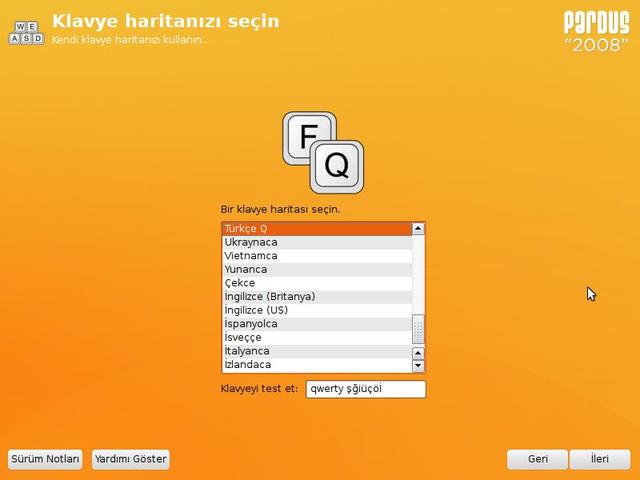 W E
A S D
Klavye haritanızı seçin
Kendi klavye haritanızı kullanın..
PARDUS
“2008”
F
Q
Bir klavye haritası seçin.
Türkçe Q
Ukraynaca
Vietnamca
Yunanca
Çekce
İngilizce (Britanya)
İngilizce (US)
İspanyolca
İsveççe
İtalyanca
İzlandaca
Klavyeyi test et: qwerty şğiüçöİ
Sürüm Notları
Yardımı Göster
Geri
İleri